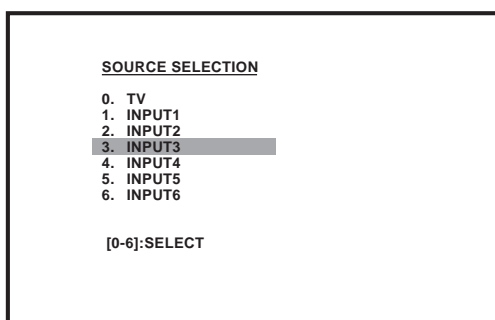 SOURCE SELECTION
0. TV
1. INPUT1
2. INPUT2
3. INPUT3
4. INPUT4
5. INPUT5
6. INPUT6
[0-6]:SELECT